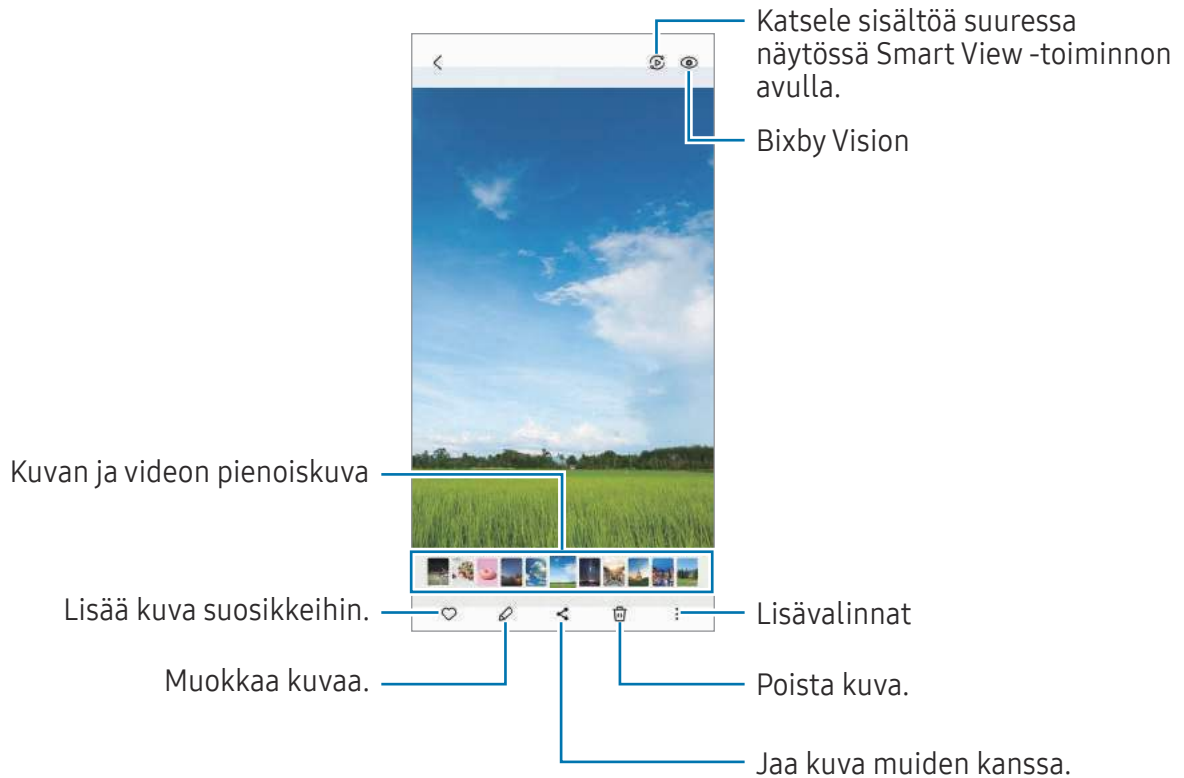 Katsele sisältöä suuressa
näytössä Smart View -toiminnon
avulla.
Bixby Vision
Kuvan ja videon pienoiskuva
Lisää kuva suosikkeihin.
Lisävalinnat
Muokkaa kuvaa.
Poista kuva.
Jaa kuva muiden kanssa.